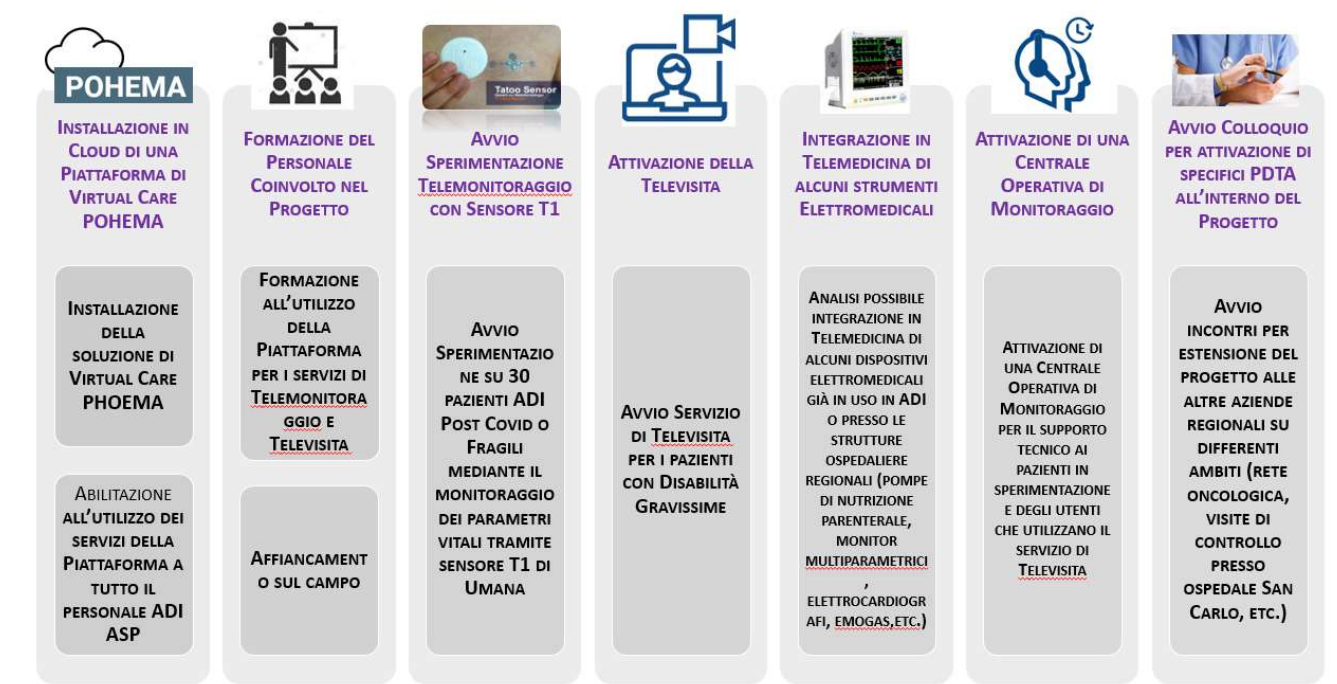 POHEMA
INSTALLAZIONE IN
CLOUD DI UNA
PIATTAFORMA DI
VIRTUAL CARE
POHEMA
INSTALLAZIONE
DELLA
SOLUZIONE DI
VIRTUAL CARE
PHOEMA
ABILITAZIONE
ALL'UTILIZZO DEI
SERVIZI DELLA
PIATTAFORMA A
TUTTO IL
PERSONALE ADI
ASP
FORMAZIONE DEL
PERSONALE
COINVOLTO NEL
PROGETTO
FORMAZIONE
ALL'UTILIZZO
DELLA
PIATTAFORMA
PER I SERVIZI DI
TELEMONITORA
GGIO E
TELEVISITA
AFFIANCAMENT
O SUL CAMPO
Tatoo Sensor
AVVIO
SPERIMENTAZIONE
TELEMONITORAGGIO
CON SENSORE T1
AVVIO
SPERIMENTAZIO
NE SU 30
PAZIENTI ADI
POST COVID O
FRAGILI
MEDIANTE IL
MONITORAGGIO
DEI PARAMETRI
VITALI TRAMITE
SENSORE T1 DI
UMANA
ATTIVAZIONE DELLA
TELEVISITA
AVVIO SERVIZIO
DI TELEVISITA
PER I PAZIENTI
CON DISABILITÀ
GRAVISSIME
INTEGRAZIONE IN
TELEMEDICINA DI
ALCUNI STRUMENTI
ELETTROMEDICALI
ANALISI POSSIBILE
INTEGRAZIONE IN
TELEMEDICINA DI
ALCUNI DISPOSITIVI
ELETTROMEDICALI
GIÀ IN USO IN ADI
O PRESSO LE
STRUTTURE
OSPEDALIERE
REGIONALI (POMPE
DI NUTRIZIONE
PARENTERALE,
MONITOR
MULTIPARAMETRICI
,
ELETTROCARDIOGR
AFI, EMOGAS,ETC.)
ATTIVAZIONE DI UNA
CENTRALE
OPERATIVA DI
MONITORAGGIO
ATTIVAZIONE DI
UNA CENTRALE
OPERATIVA DI
MONITORAGGIO
PER IL SUPPORTO
TECNICO AI
PAZIENTI IN
SPERIMENTAZIONE
E DEGLI UTENTI
CHE UTILIZZANO IL
SERVIZIO DI
TELEVISITA
AVVIO COLLOQUIO
PER ATTIVAZIONE DI
SPECIFICI PDTA
ALL'INTERNO DEL
PROGETTO
AVVIO
INCONTRI PER
ESTENSIONE DEL
PROGETTO ALLE
ALTRE AZIENDE
REGIONALI SU
DIFFERENTI
AMBITI (RETE
ONCOLOGICA,
VISITE DI
CONTROLLO
PRESSO
OSPEDALE SAN
CARLO, ETC.)